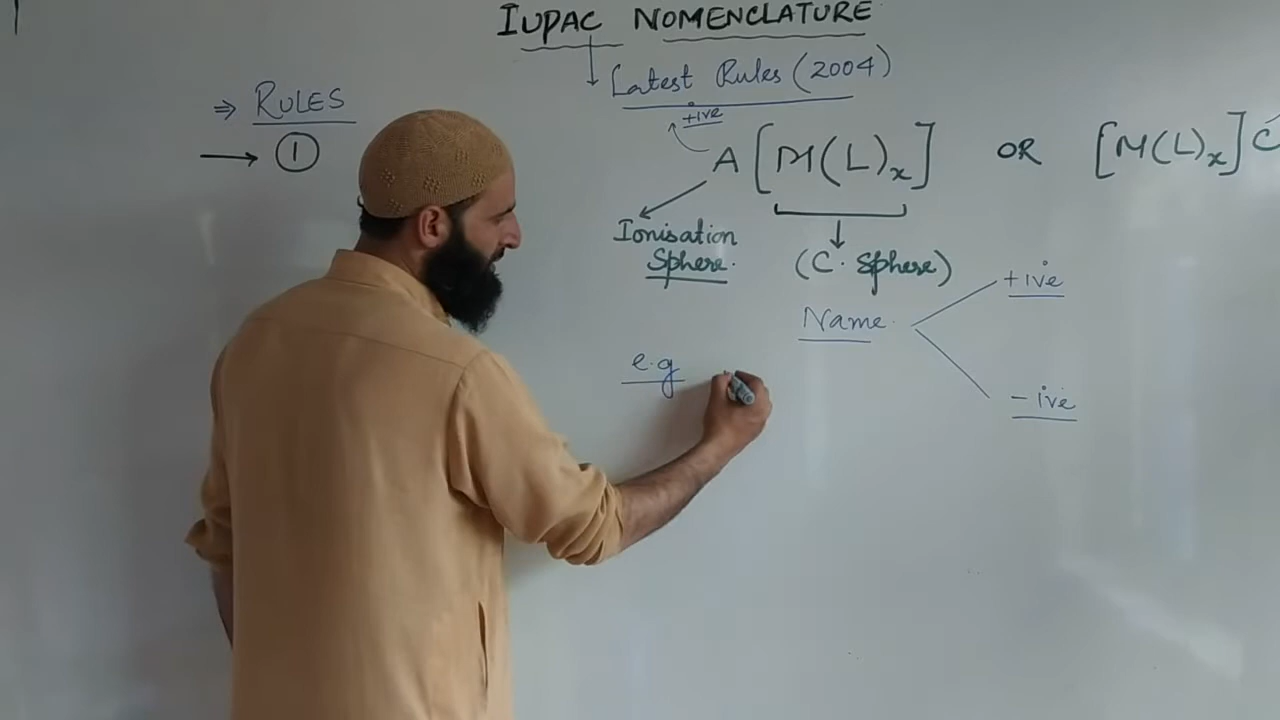 IUPAC NOMENCLATURE
Latest Rules (2004)
⇒ RULES
→ ①
+ive
A [M(L)x] OR [M(L)x] C
Ionisation
Sphere.
(C. Sphere)
Name.
+ive
-ive
e.g